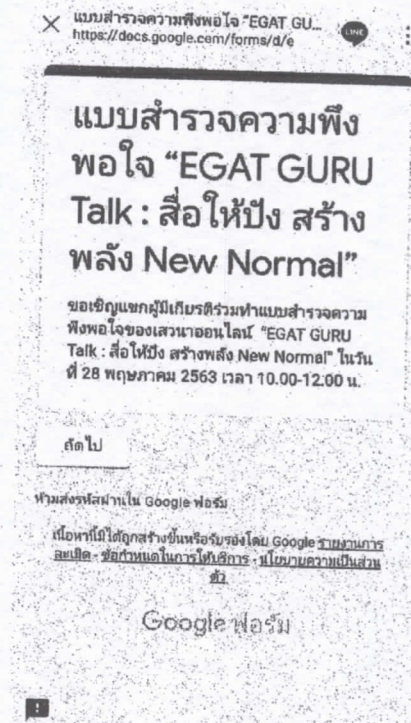 แบบสำรวจความพึงพอใจ “EGAT GU...
https://docs.google.com/forms/d/e
LINE
แบบสำรวจความพึง
พอใจ “EGAT GURU
Talk : สื่อให้ปัง สร้าง
พลัง New Normal”
ขอเชิญแขกผู้มีเกียรติร่วมทำแบบสำรวจความ
พึงพอใจของเสวนาออนไลน์ "EGAT GURU
Talk : สื่อให้ปัง สร้างพลัง New Normal" ในวัน
ที่ 28 พฤษภาคม 2563 เวลา 10.00-12.00 น.
ถัดไป
ห้ามส่งรหัสผ่านใน Google ฟอร์ม
เนื้อหานี้มิได้ถูกสร้างขึ้นหรือรับรองโดย Google รายงานการ
ละเมิด - ข้อกำหนดในการให้บริการ - นโยบายความเป็นส่วน
ตัว
Google ฟอร์ม